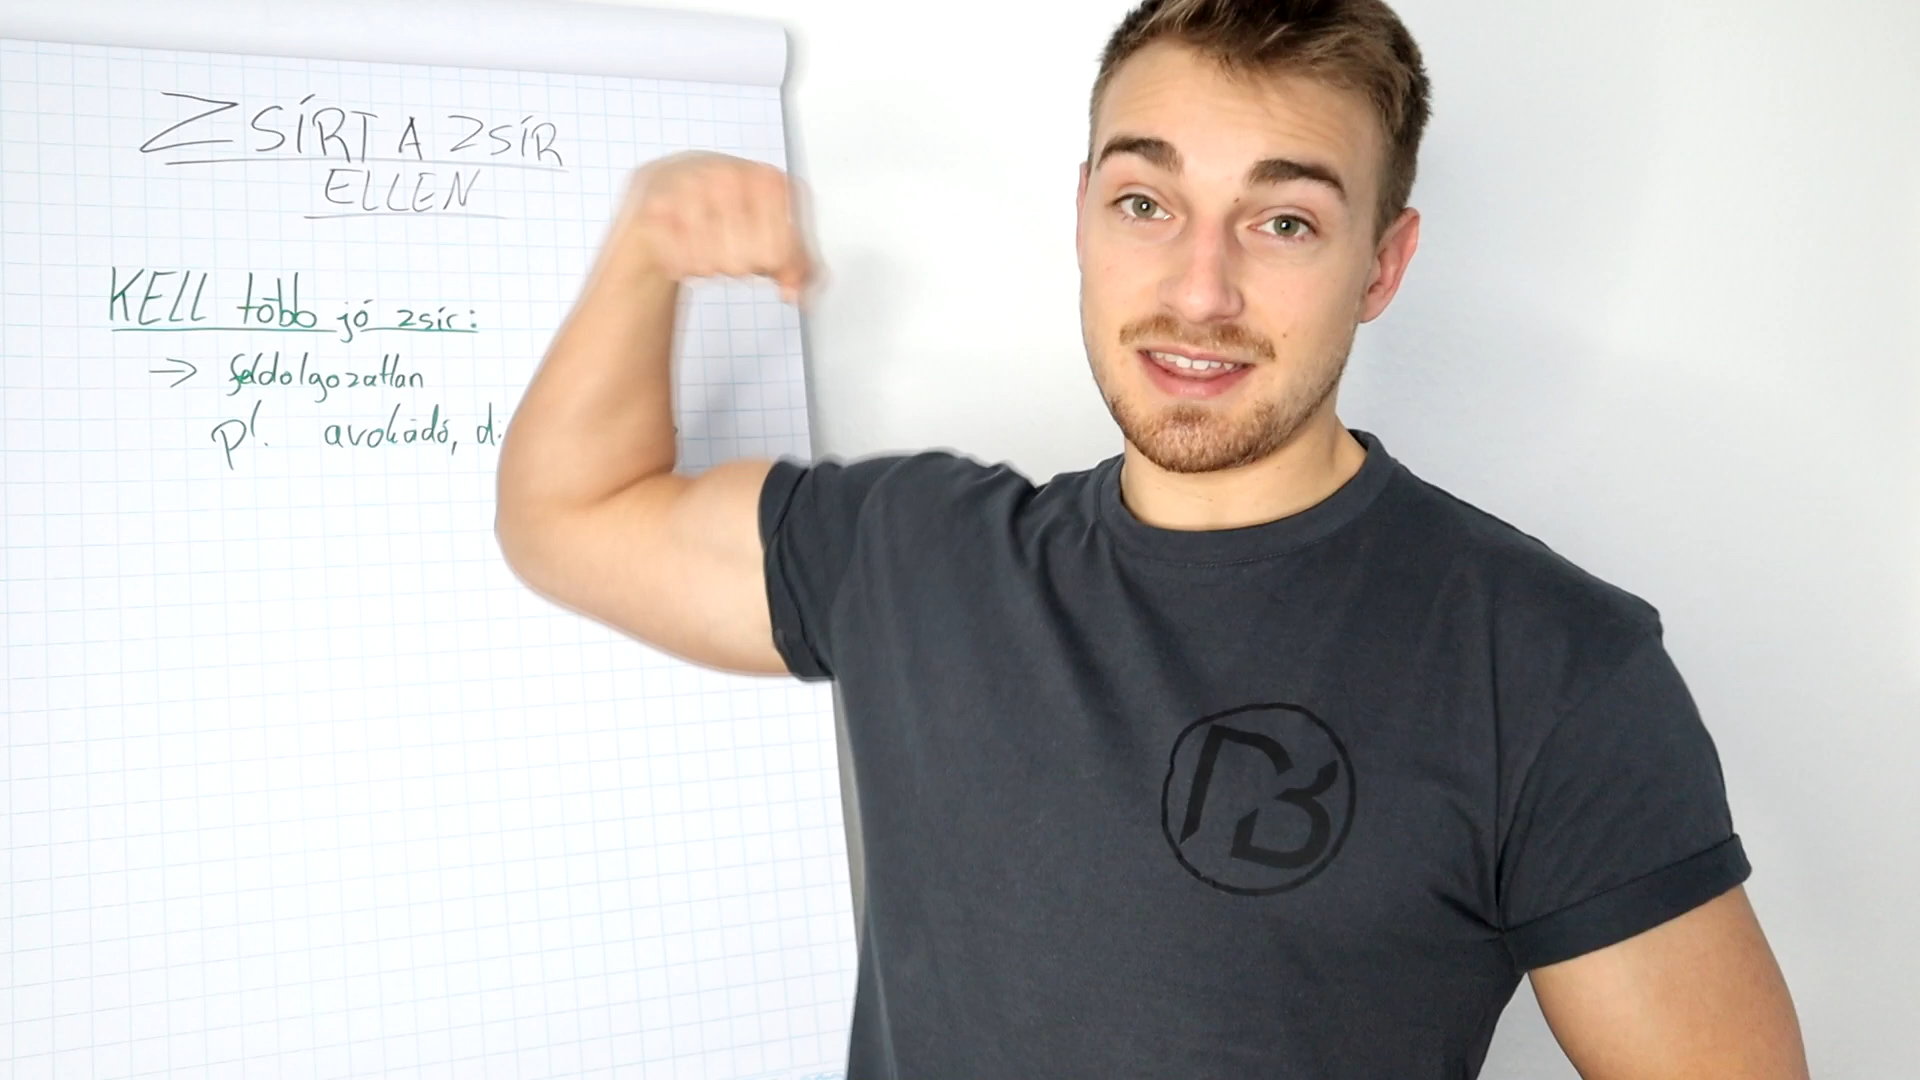 ZSÍRT A ZSÍR
ELLEN
KELL több jó zsír:
→ feldolgozatlan
pl. avokádó,